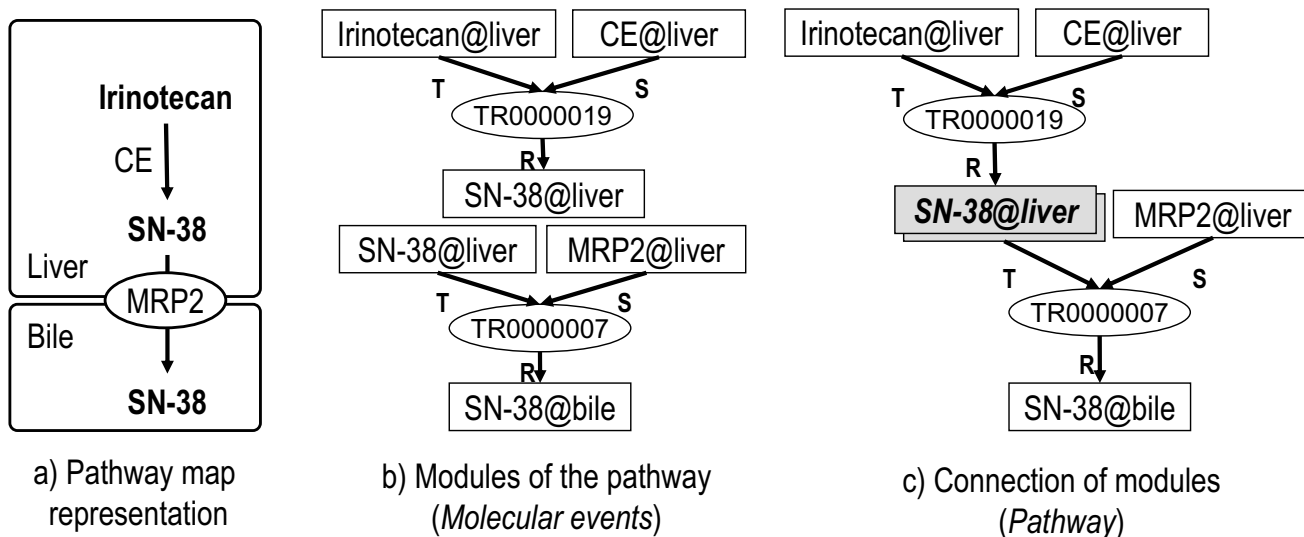 Irinotecan
CE
SN-38
Liver
MRP2
Bile
SN-38
a) Pathway map
representation
Irinotecan@liver
CE@liver
T
S
TR0000019
R
SN-38@liver
SN-38@liver
MRP2@liver
T
S
TR0000007
R
SN-38@bile
b) Modules of the pathway
(Molecular events)
Irinotecan@liver
CE@liver
T
S
TR0000019
R
SN-38@liver
MRP2@liver
T
S
TR0000007
R
SN-38@bile
c) Connection of modules
(Pathway)